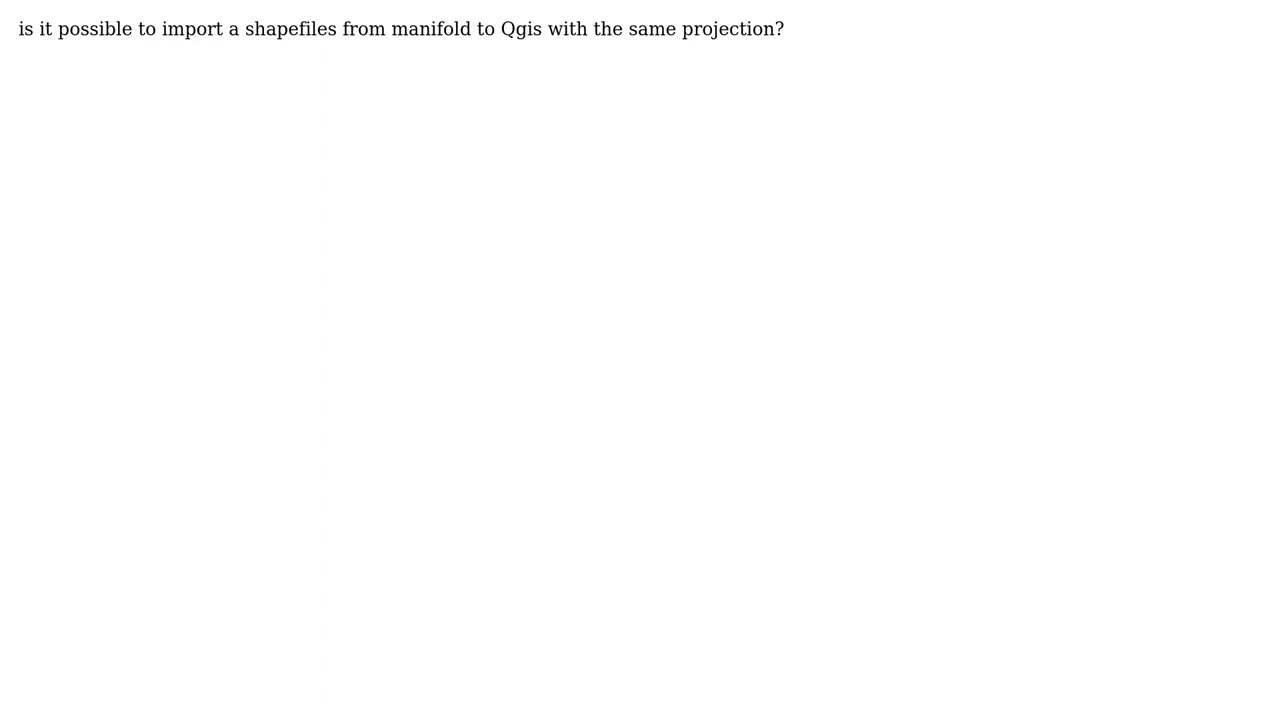 is it possible to import a shapefiles from manifold to Qgis with the same projection?